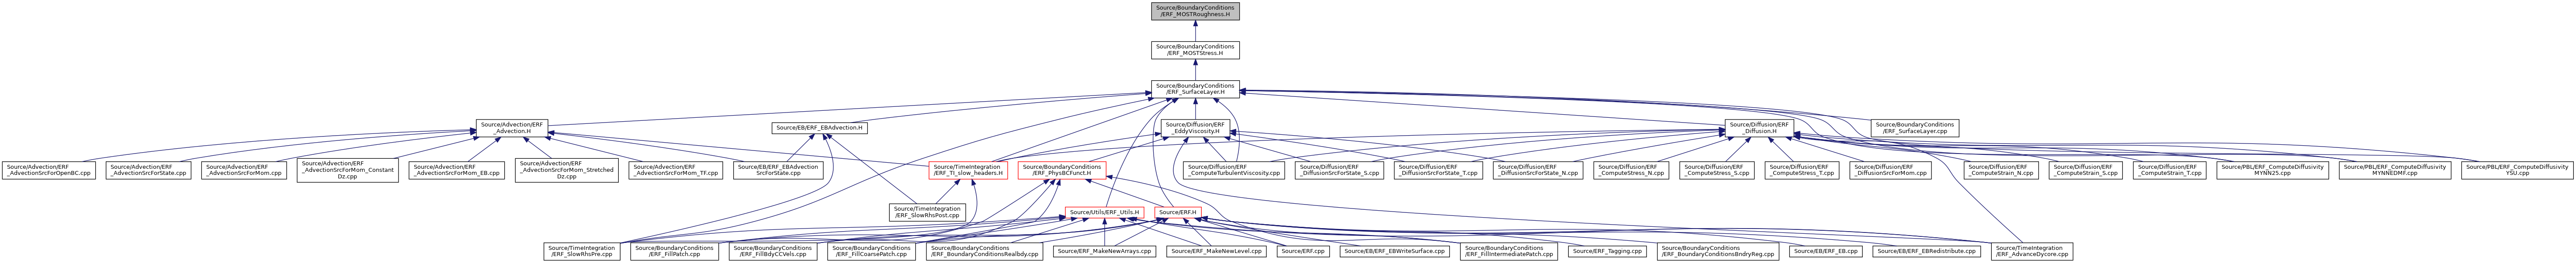 Source/BoundaryConditions
/ERF_MOSTRoughness.H
Source/BoundaryConditions
/ERF_MOSTStress.H
Source/BoundaryConditions
/ERF_SurfaceLayer.H
Source/Advection/ERF
_Advection.H
Source/EB/ERF_EBAdvection.H
Source/Diffusion/ERF
_EddyViscosity.H
Source/Diffusion/ERF
_Diffusion.H
Source/BoundaryConditions
/ERF_SurfaceLayer.cpp
Source/Advection/ERF
_AdvectionSrcForOpenBC.cpp
Source/Advection/ERF
_AdvectionSrcForState.cpp
Source/Advection/ERF
_AdvectionSrcForMom.cpp
Source/Advection/ERF
_AdvectionSrcForMom_Constant
Dz.cpp
Source/Advection/ERF
_AdvectionSrcForMom_EB.cpp
Source/Advection/ERF
_AdvectionSrcForMom_Stretched
Dz.cpp
Source/Advection/ERF
_AdvectionSrcForMom_TF.cpp
Source/EB/ERF_EBAdvection
SrcForState.cpp
Source/TimeIntegration
/ERF_TI_slow_headers.H
Source/BoundaryConditions
/ERF_PhysBCFunct.H
Source/Diffusion/ERF
_ComputeTurbulentViscosity.cpp
Source/Diffusion/ERF
_DiffusionSrcForState_S.cpp
Source/Diffusion/ERF
_DiffusionSrcForState_T.cpp
Source/Diffusion/ERF
_DiffusionSrcForState_N.cpp
Source/Diffusion/ERF
_ComputeStress_N.cpp
Source/Diffusion/ERF
_ComputeStress_S.cpp
Source/Diffusion/ERF
_ComputeStress_T.cpp
Source/Diffusion/ERF
_DiffusionSrcForMom.cpp
Source/Diffusion/ERF
_ComputeStrain_N.cpp
Source/Diffusion/ERF
_ComputeStrain_S.cpp
Source/Diffusion/ERF
_ComputeStrain_T.cpp
Source/PBL/ERF_ComputeDiffusivity
MYNN25.cpp
Source/PBL/ERF_ComputeDiffusivity
MYNNEDMF.cpp
Source/PBL/ERF_ComputeDiffusivity
YSU.cpp
Source/TimeIntegration
/ERF_SlowRhsPost.cpp
Source/Utils/ERF_Utils.H
Source/ERF.H
Source/TimeIntegration
/ERF_SlowRhsPre.cpp
Source/BoundaryConditions
/ERF_FillPatch.cpp
Source/BoundaryConditions
/ERF_FillBdyCCVels.cpp
Source/BoundaryConditions
/ERF_FillCoarsePatch.cpp
Source/BoundaryConditions
/ERF_BoundaryConditionsRealbdy.cpp
Source/ERF_MakeNewArrays.cpp
Source/ERF_MakeNewLevel.cpp
Source/ERF.cpp
Source/EB/ERF_EBWriteSurface.cpp
Source/BoundaryConditions
/ERF_FillIntermediatePatch.cpp
Source/ERF_Tagging.cpp
Source/BoundaryConditions
/ERF_BoundaryConditionsBndryReg.cpp
Source/EB/ERF_EB.cpp
Source/EB/ERF_EBRedistribute.cpp
Source/TimeIntegration
/ERF_AdvanceDycore.cpp